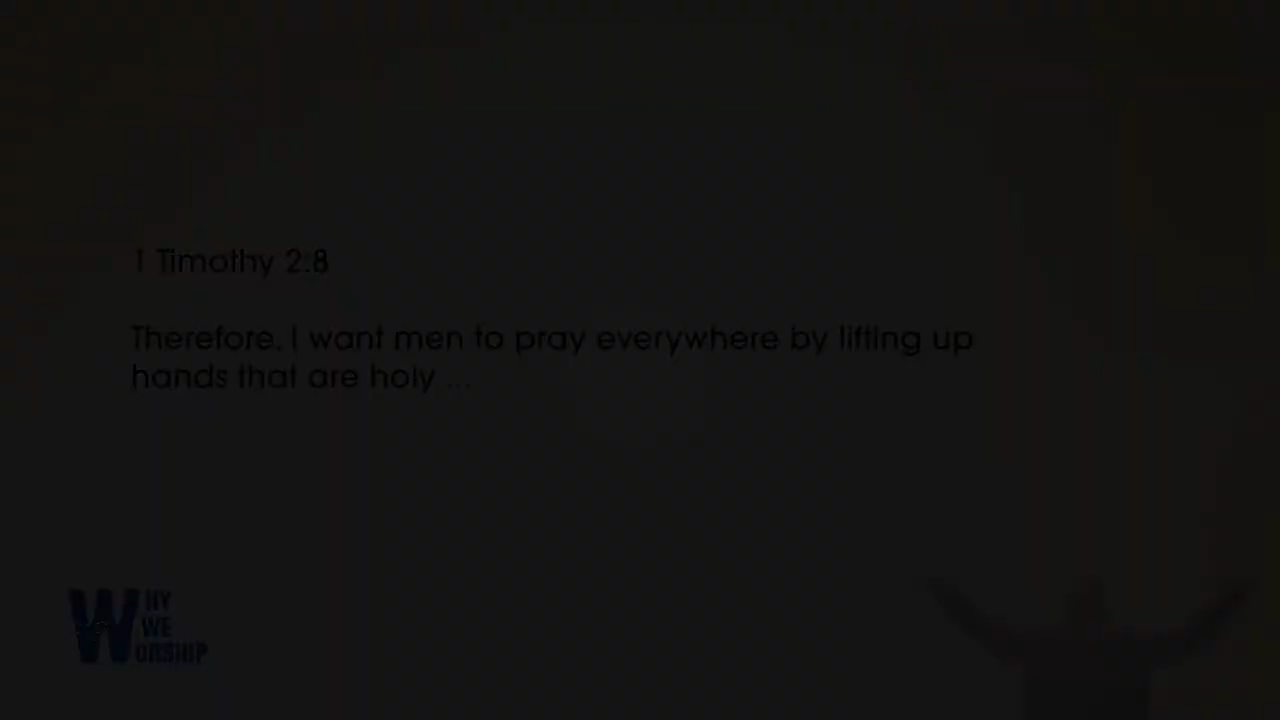 1 Timothy 2:8
Therefore, I want men to pray everywhere by lifting up
hands that are holy ...
WHY
WE
WORSHIP